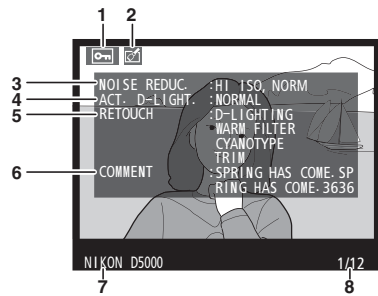 1 2
3 NOISE REDUC. :HI ISO, NORM
4 ACT. D-LIGHT. :NORMAL
5 RETOUCH :D-LIGHTING
WARM FILTER
CYANOTYPE
TRIM
6 COMMENT :SPRING HAS COME. SP
RING HAS COME. 3636
NIKON D5000 1/12
7 8